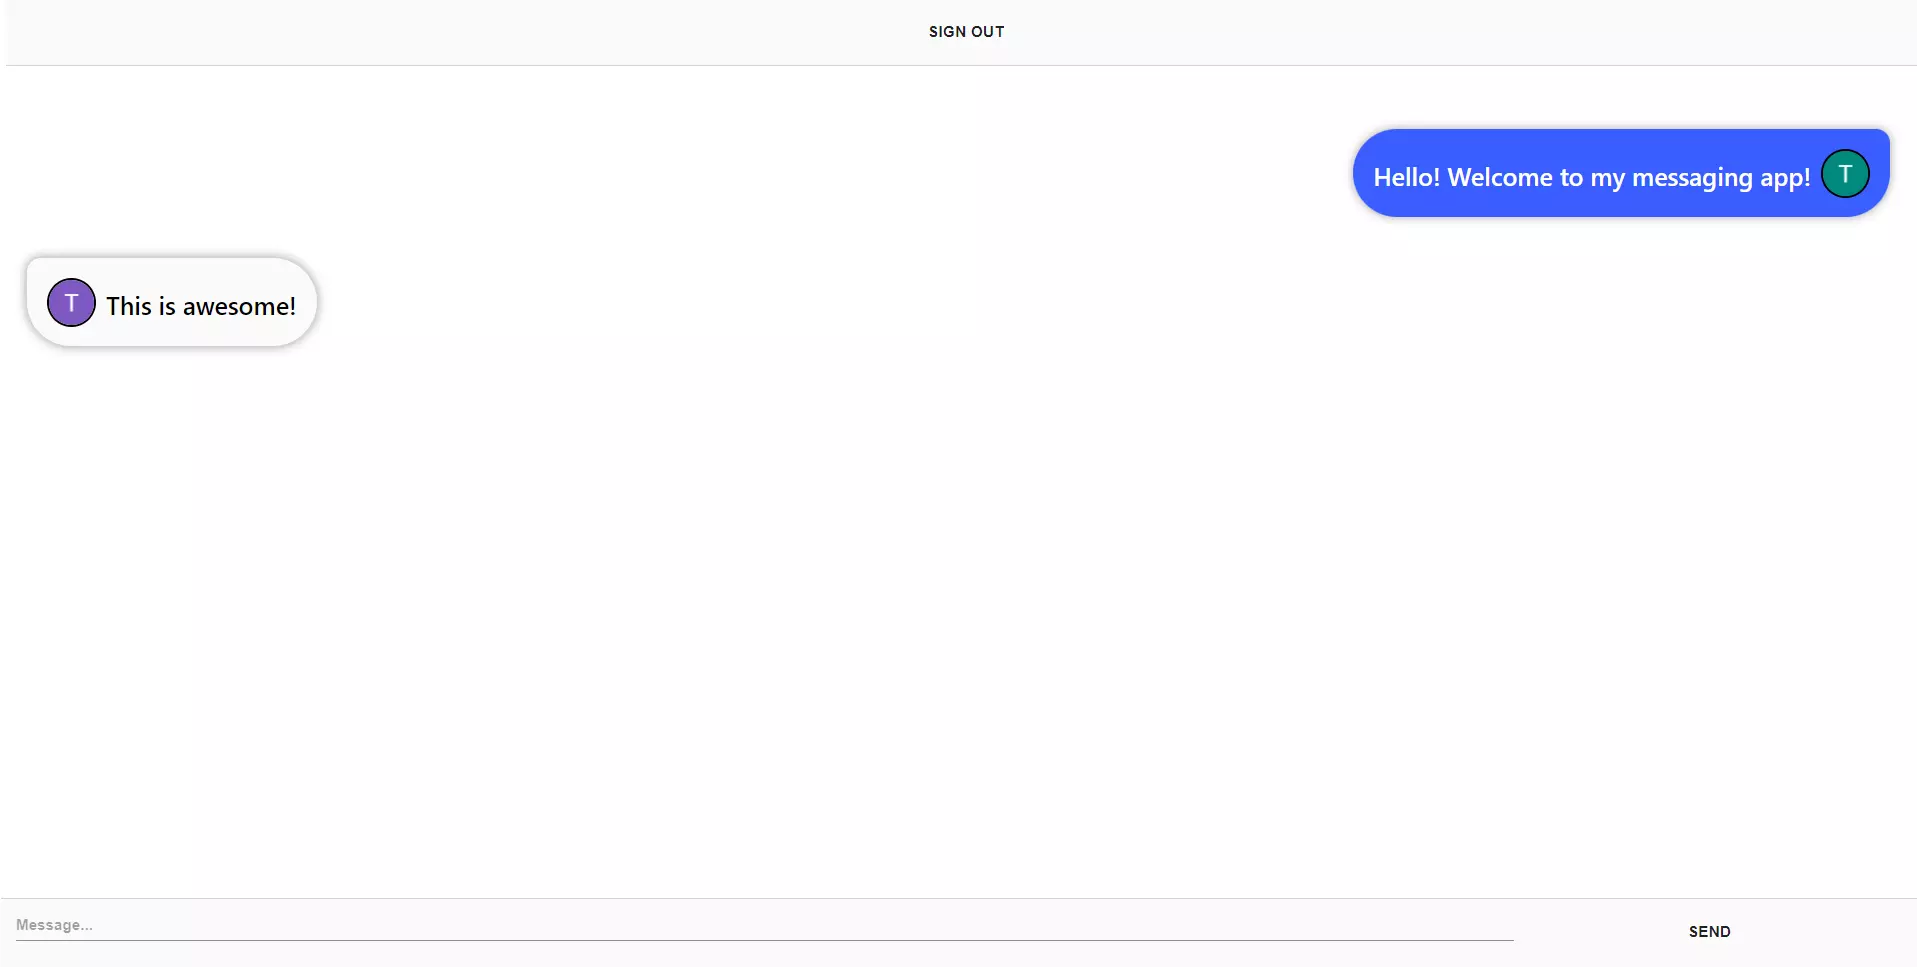 SIGN OUT
Hello! Welcome to my messaging app! T
T This is awesome!
Message...
SEND